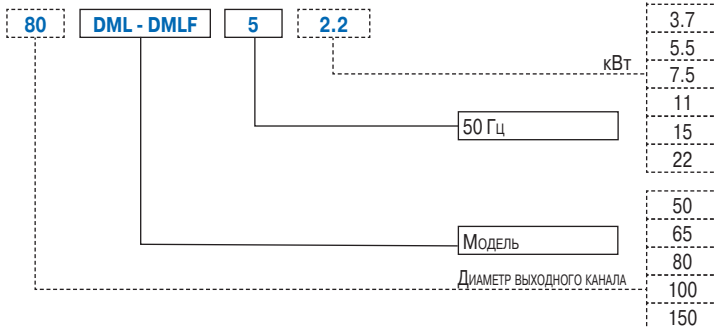 80 DML - DMLF 5 2.2
3.7
5.5
кВт
7.5
11
50 Гц
15
22
50
Модель
65
80
Диаметр выходного канала
100
150